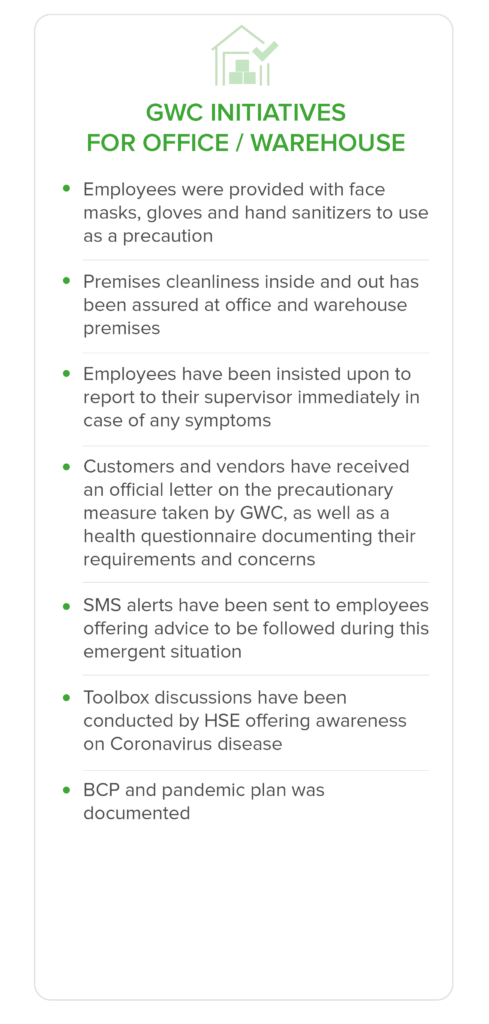 GWC INITIATIVES
FOR OFFICE / WAREHOUSE
• Employees were provided with face
masks, gloves and hand sanitizers to use
as a precaution
• Premises cleanliness inside and out has
been assured at office and warehouse
premises
• Employees have been insisted upon to
report to their supervisor immediately in
case of any symptoms
• Customers and vendors have received
an official letter on the precautionary
measure taken by GWC, as well as a
health questionnaire documenting their
requirements and concerns
• SMS alerts have been sent to employees
offering advice to be followed during this
emergent situation
• Toolbox discussions have been
conducted by HSE offering awareness
on Coronavirus disease
• BCP and pandemic plan was
documented